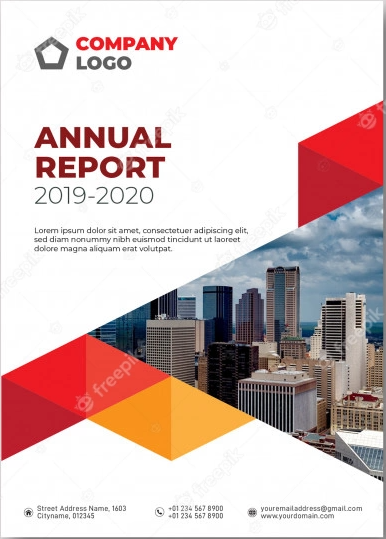 COMPANY
LOGO
ANNUAL
REPORT
2019-2020
Lorem ipsum dolor sit amet, consectetuer adipiscing elit,
sed diam nonummy nibh euismod tincidunt ut laoreet
dolore magna aliquam erat volutpat.
Street Address Name, 1603
Cityname, 012345
+01 234 567 8900
+01 234 567 8900
youremailaddress@gmail.com
www.yourdomain.com
freepik